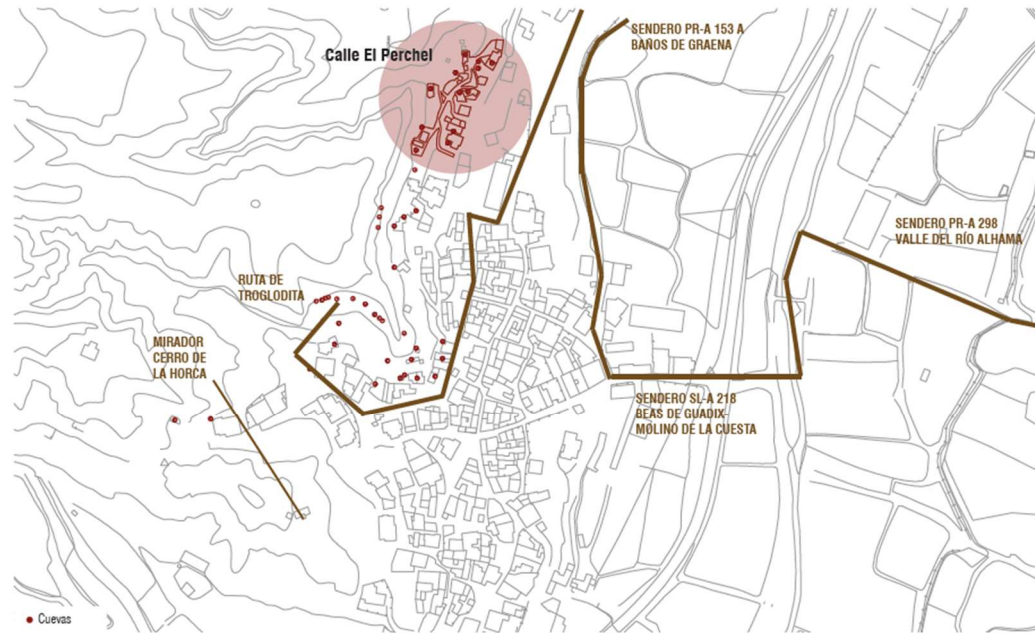 SENDERO PR-A 153 A
BAÑOS DE GRAENA
Calle El Perchel
SENDERO PR-A 298
VALLE DEL RÍO ALHAMA
RUTA DE
TROGLODITA
MIRADOR
CERRO DE
LA HORCA
SENDERO SL-A 218
BEAS DE GUADIX-
MOLINO DE LA CUESTA
Cuevas